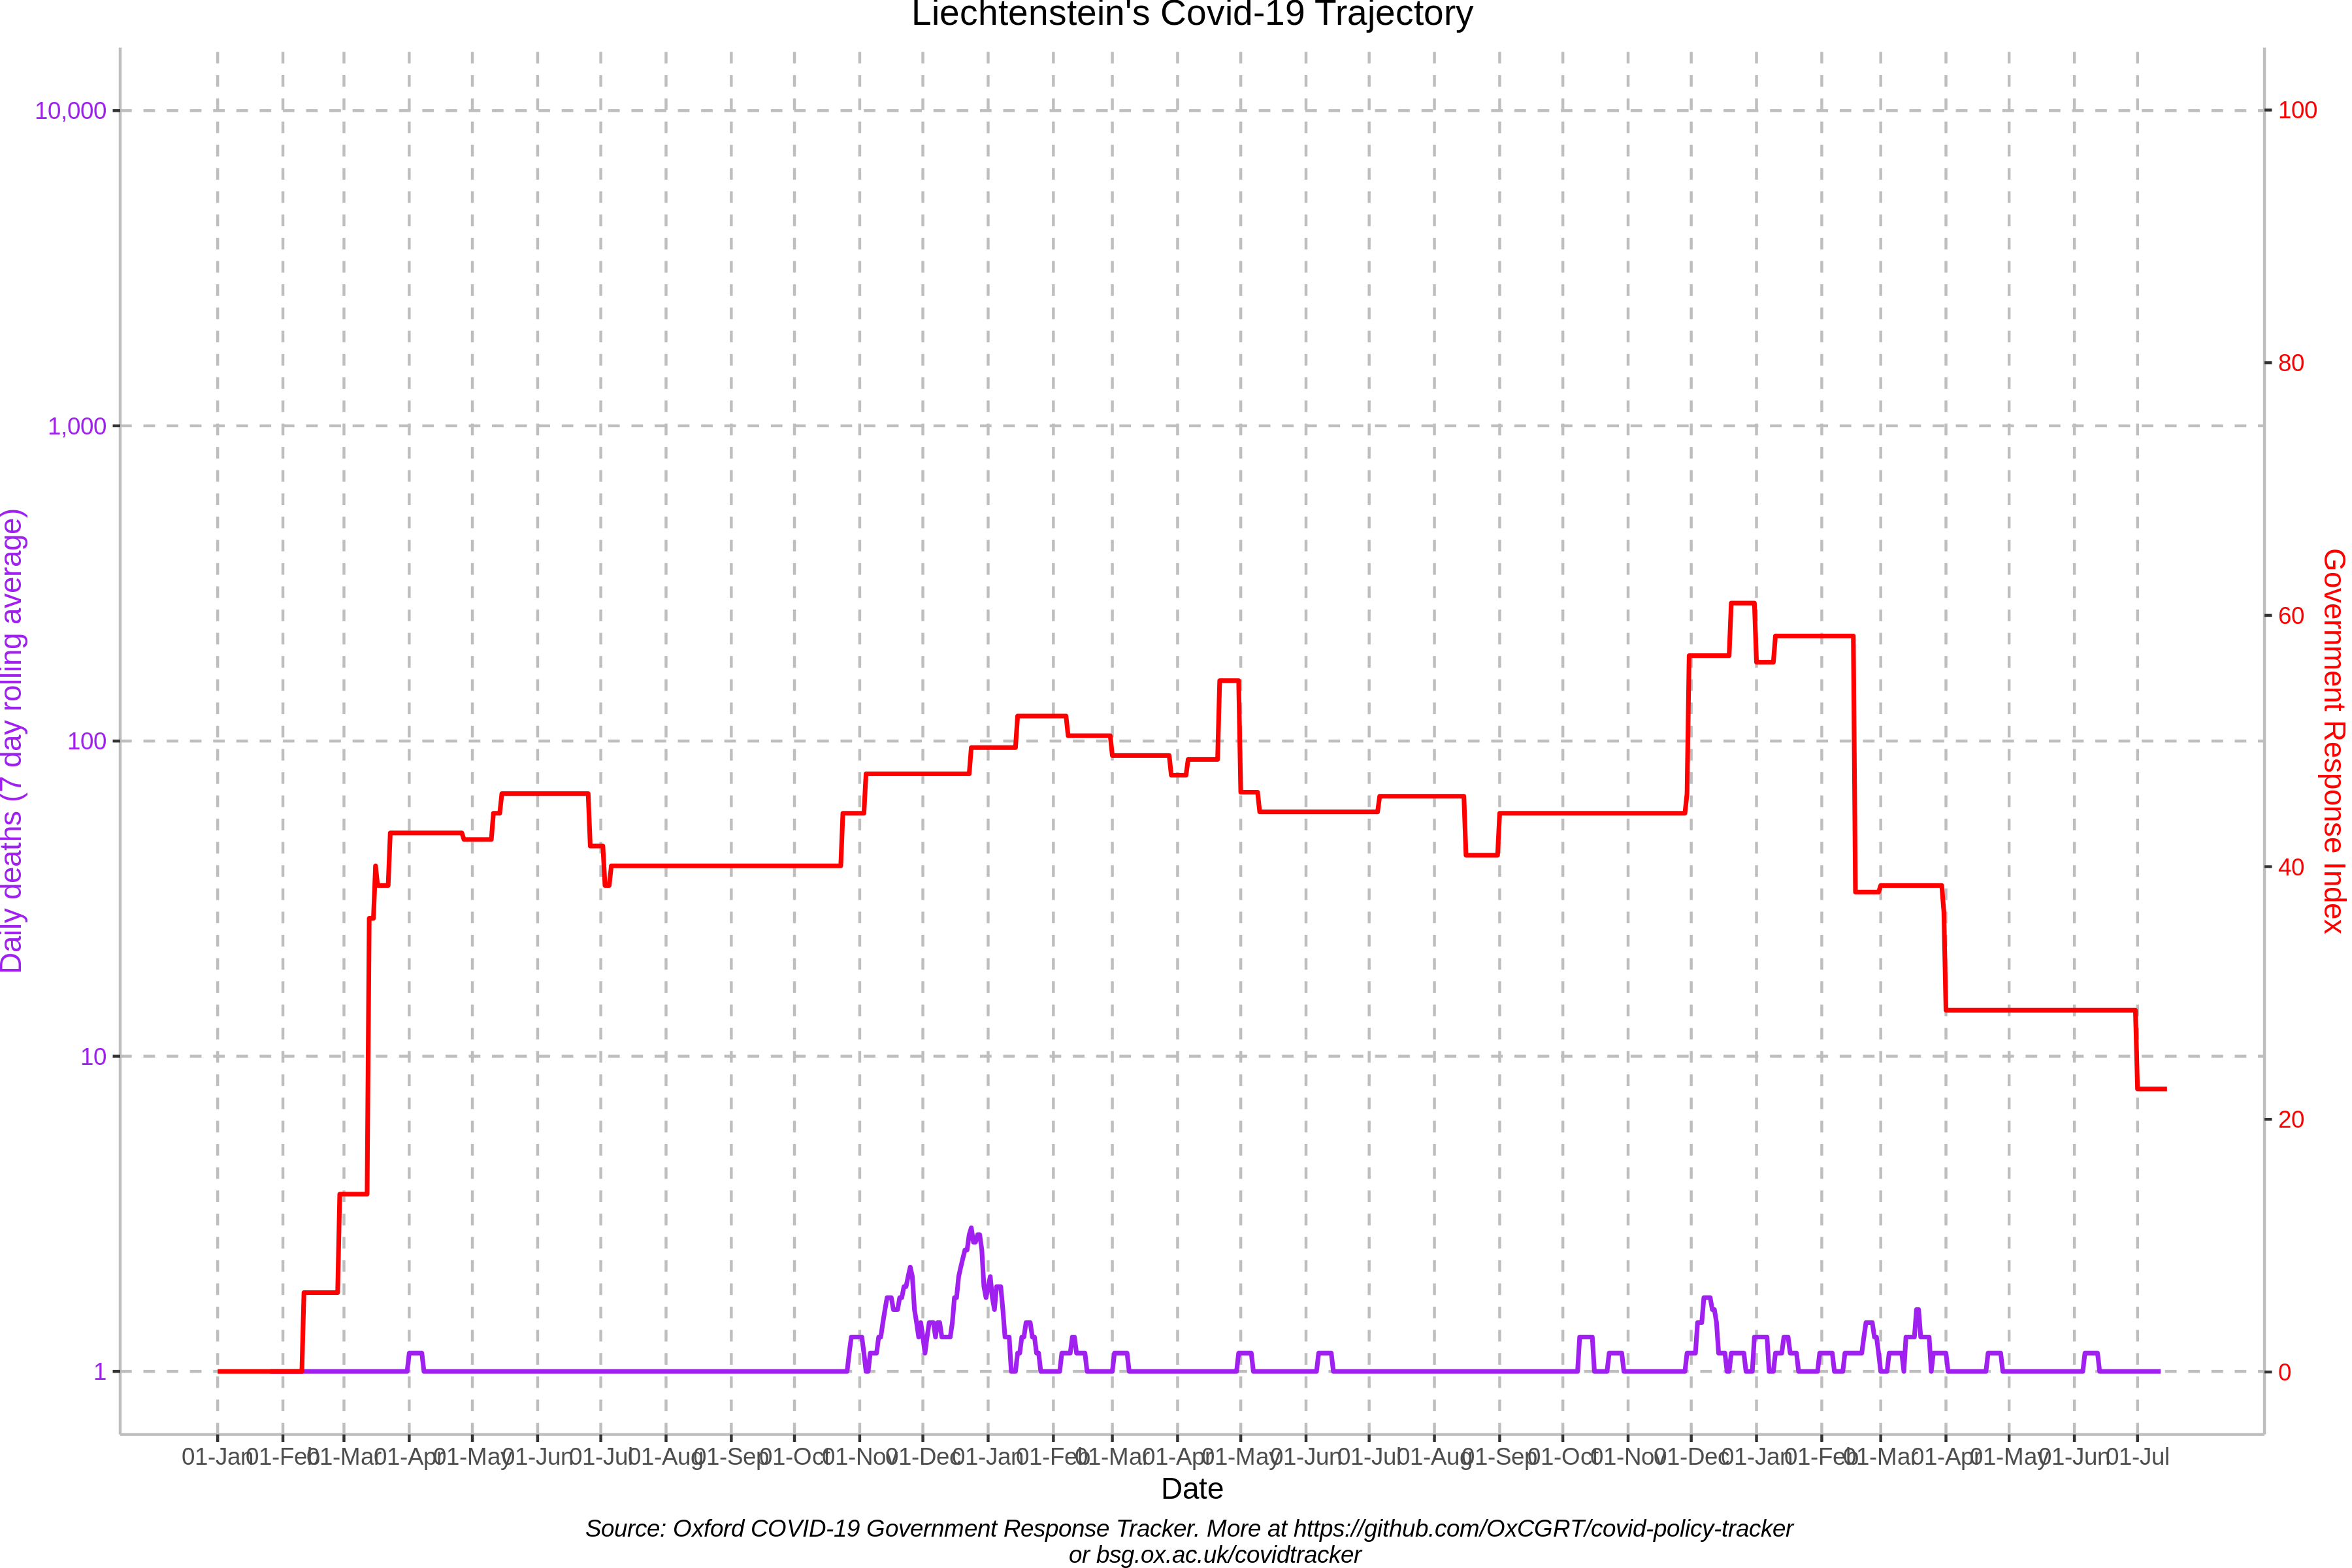 Liechtenstein's Covid-19 Trajectory
10,000
1,000
100
10
1
Daily deaths (7 day rolling average)
100
80
60
40
20
0
Government Response Index
01-Jan 01-Feb 01-Mar 01-Apr 01-May 01-Jun 01-Jul 01-Aug 01-Sep 01-Oct 01-Nov 01-Dec 01-Jan 01-Feb 01-Mar 01-Apr 01-May 01-Jun 01-Jul 01-Aug 01-Sep 01-Oct 01-Nov 01-Dec 01-Jan 01-Feb 01-Mar 01-Apr 01-May 01-Jun 01-Jul
Date
Source: Oxford COVID-19 Government Response Tracker. More at https://github.com/OxCGRT/covid-policy-tracker
or bsg.ox.ac.uk/covidtracker